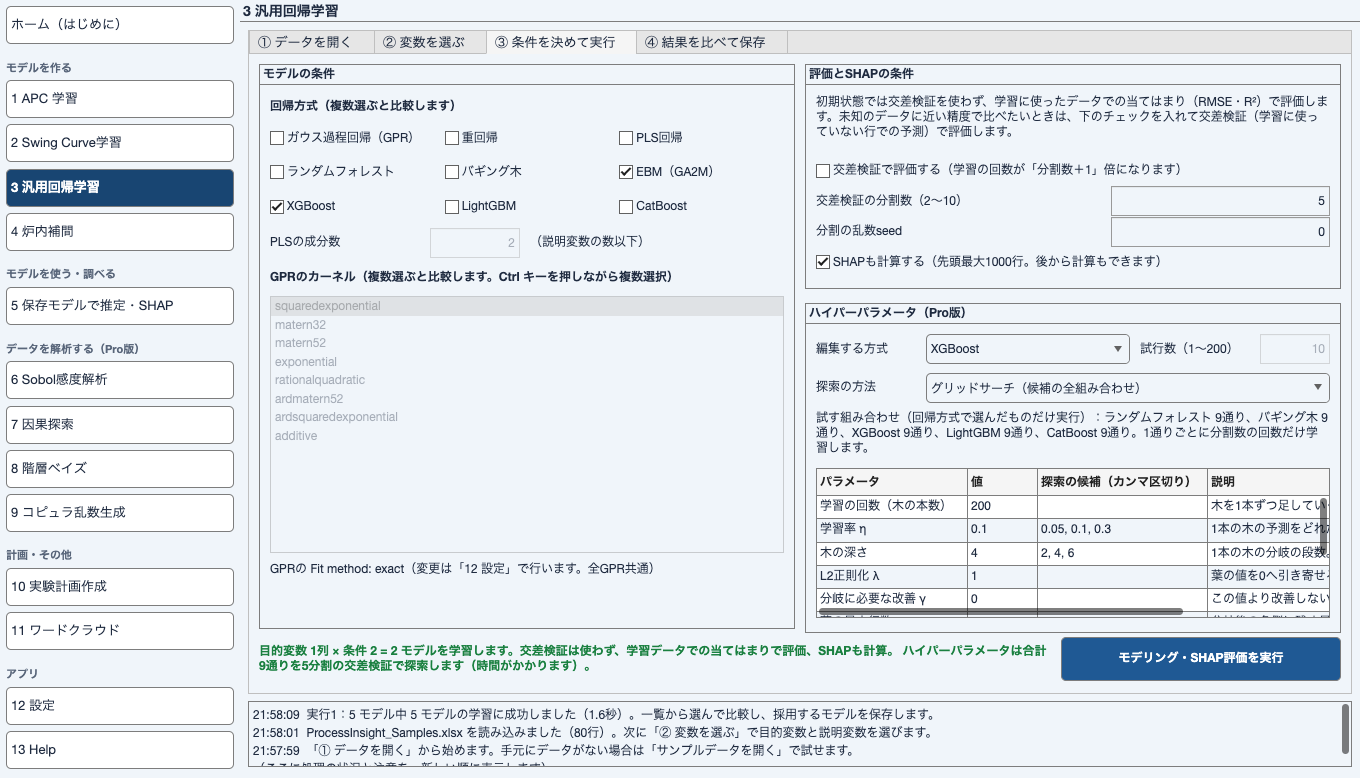 ホーム（はじめに）
モデルを作る
1 APC 学習
2 Swing Curve学習
3 汎用回帰学習
4 炉内補間
モデルを使う・調べる
5 保存モデルで推定・SHAP
データを解析する（Pro版）
6 Sobol感度解析
7 因果探索
8 階層ベイズ
9 コピュラ乱数生成
計画・その他
10 実験計画作成
11 ワードクラウド
アプリ
12 設定
13 Help
3 汎用回帰学習
① データを開く
② 変数を選ぶ
③ 条件を決めて実行
④ 結果を比べて保存
モデルの条件
回帰方式（複数選ぶと比較します）
ガウス過程回帰（GPR）
重回帰
PLS回帰
ランダムフォレスト
バギング木
EBM（GA2M）
XGBoost
LightGBM
CatBoost
PLSの成分数
2
（説明変数の数以下）
GPRのカーネル（複数選ぶと比較します。Ctrl キーを押しながら複数選択）
squaredexponential
matern32
matern52
exponential
rationalquadratic
ardmatern52
ardsquaredexponential
additive
GPRの Fit method: exact（変更は「12 設定」で行います。全GPR共通）
評価とSHAPの条件
初期状態では交差検証を使わず、学習に使ったデータでの当てはまり（RMSE・R²）で評価しま
す。未知のデータに近い精度で比べたいときは、下のチェックを入れて交差検証（学習に使っ
ていない行での予測）で評価します。
交差検証で評価する（学習の回数が「分割数＋1」倍になります）
交差検証の分割数（2〜10）
5
分割の乱数seed
0
SHAPも計算する（先頭最大1000行。後から計算もできます）
ハイパーパラメータ（Pro版）
編集する方式
XGBoost
試行数（1〜200）
10
探索の方法
グリッドサーチ（候補の全組み合わせ）
試す組み合わせ（回帰方式で選んだものだけ実行）：ランダムフォレスト 9通り、バギング木 9
通り、XGBoost 9通り、LightGBM 9通り、CatBoost 9通り。1通りごとに分割数の回数だけ学
習します。
パラメータ 値 探索の候補（カンマ区切り） 説明
学習の回数（木の本数） 200 木を1本ずつ足してい
学習率 η 0.1 0.05, 0.1, 0.3 1本の木の予測をどれ
木の深さ 4 2, 4, 6 1本の木の分岐の段数。
L2正則化 λ 1 葉の値を0へ引き寄せ
分岐に必要な改善 γ 0 この値より改善しない
目的変数 1列 × 条件 2 = 2 モデルを学習します。交差検証は使わず、学習データでの当てはまりで評価、SHAPも計算。 ハイパーパラメータは合計
9通りを5分割の交差検証で探索します（時間がかかります）。
モデリング・SHAP評価を実行
21:58:09 実行1：5 モデル中 5 モデルの学習に成功しました（1.6秒）。一覧から選んで比較し、採用するモデルを保存します。
21:58:01 ProcessInsight_Samples.xlsx を読み込みました（80行）。次に「② 変数を選ぶ」で目的変数と説明変数を選びます。
21:57:59 「① データを開く」から始めます。手元にデータがない場合は「サンプルデータを開く」で試せます。